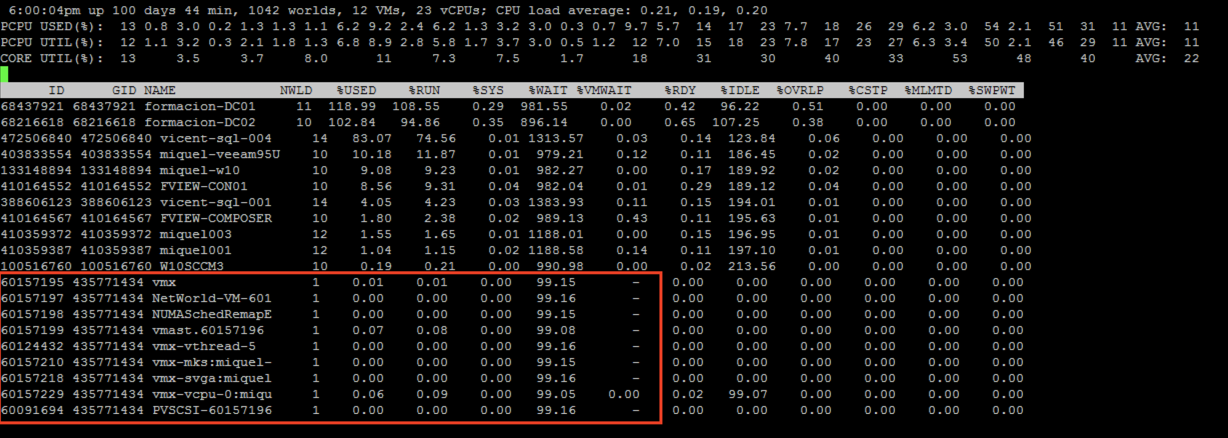 6:00:04pm up 100 days 44 min, 1042 worlds, 12 VMs, 23 vCPUs; CPU load average: 0.21, 0.19, 0.20
PCPU USED(%): 13 0.8 3.0 0.2 1.3 1.3 1.1 6.2 9.2 2.4 6.2 1.3 3.2 3.0 0.3 0.7 9.7 5.7 14 17 23 7.7 18 26 29 6.2 3.0 54 2.1 51 31 11 AVG: 11
PCPU UTIL(%): 12 1.1 3.2 0.3 2.1 1.8 1.3 6.8 8.9 2.8 5.8 1.7 3.7 3.0 0.5 1.2 12 7.0 15 18 23 7.8 17 23 27 6.3 3.4 50 2.1 46 29 11 AVG: 11
CORE UTIL(%): 13 3.5 3.7 8.0 11 7.3 7.5 1.7 18 31 30 40 33 53 48 40 AVG: 22
ID GID NAME NWLD %USED %RUN %SYS %WAIT %VMWAIT %RDY %IDLE %OVRLP %CSTP %MLMTD %SWPWT
68437921 68437921 formacion-DC01 11 118.99 108.55 0.29 981.55 0.02 0.42 96.22 0.51 0.00 0.00 0.00
68216618 68216618 formacion-DC02 10 102.84 94.86 0.35 896.14 0.00 0.65 107.25 0.38 0.00 0.00 0.00
472506840 472506840 vicent-sql-004 14 83.07 74.56 0.01 1313.57 0.03 0.14 123.84 0.06 0.00 0.00 0.00
403833554 403833554 miquel-veeam95U 10 10.18 11.87 0.01 979.21 0.12 0.11 186.45 0.02 0.00 0.00 0.00
133148894 133148894 miquel-w10 10 9.08 9.23 0.01 982.27 0.00 0.17 189.92 0.02 0.00 0.00 0.00
410164552 410164552 FVIEW-CON01 10 8.56 9.31 0.04 982.04 0.01 0.29 189.12 0.04 0.00 0.00 0.00
388606123 388606123 vicent-sql-001 14 4.05 4.23 0.03 1383.93 0.11 0.15 194.01 0.01 0.00 0.00 0.00
410164567 410164567 FVIEW-COMPOSER 10 1.80 2.38 0.02 989.13 0.43 0.11 195.63 0.01 0.00 0.00 0.00
410359372 410359372 miquel003 12 1.55 1.65 0.01 1188.01 0.00 0.15 196.95 0.01 0.00 0.00 0.00
410359387 410359387 miquel001 12 1.04 1.15 0.02 1188.58 0.14 0.11 197.10 0.01 0.00 0.00 0.00
100516760 100516760 W10SCCM3 10 0.19 0.21 0.00 990.98 0.00 0.02 213.56 0.00 0.00 0.00 0.00
60157195 435771434 vmx 1 0.01 0.01 0.00 99.15 - 0.00 0.00 0.00 0.00 0.00 0.00
60157197 435771434 NetWorld-VM-601 1 0.00 0.00 0.00 99.16 - 0.00 0.00 0.00 0.00 0.00 0.00
60157198 435771434 NUMASchedRemapE 1 0.00 0.00 0.00 99.15 - 0.00 0.00 0.00 0.00 0.00 0.00
60157199 435771434 vmast.60157196 1 0.07 0.08 0.00 99.08 - 0.00 0.00 0.00 0.00 0.00 0.00
60124432 435771434 vmx-vthread-5 1 0.00 0.00 0.00 99.16 - 0.00 0.00 0.00 0.00 0.00 0.00
60157210 435771434 vmx-mks:miquel- 1 0.00 0.00 0.00 99.15 - 0.00 0.00 0.00 0.00 0.00 0.00
60157218 435771434 vmx-svga:miquel 1 0.00 0.00 0.00 99.16 - 0.00 0.00 0.00 0.00 0.00 0.00
60157229 435771434 vmx-vcpu-0:miqu 1 0.06 0.09 0.00 99.05 0.00 0.02 99.07 0.00 0.00 0.00 0.00
60091694 435771434 PVSCSI-60157196 1 0.00 0.00 0.00 99.16 - 0.00 0.00 0.00 0.00 0.00 0.00